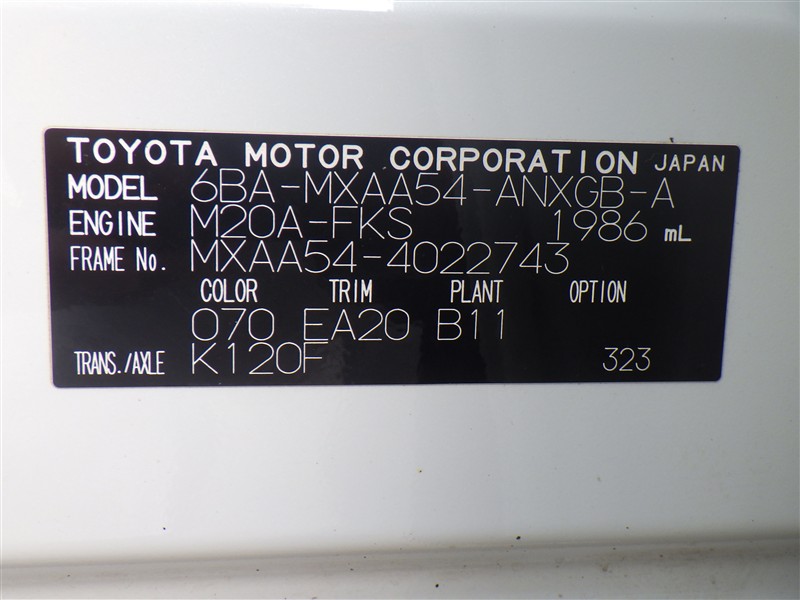 TOYOTA MOTOR CORPORATION JAPAN
MODEL 6BA-MXAA54-ANXGB-A
ENGINE M20A-FKS 1986 mL
FRAME No. MXAA54-4022743
COLOR TRIM PLANT OPTION
070 EA20 B11
TRANS./AXLE K120F 323